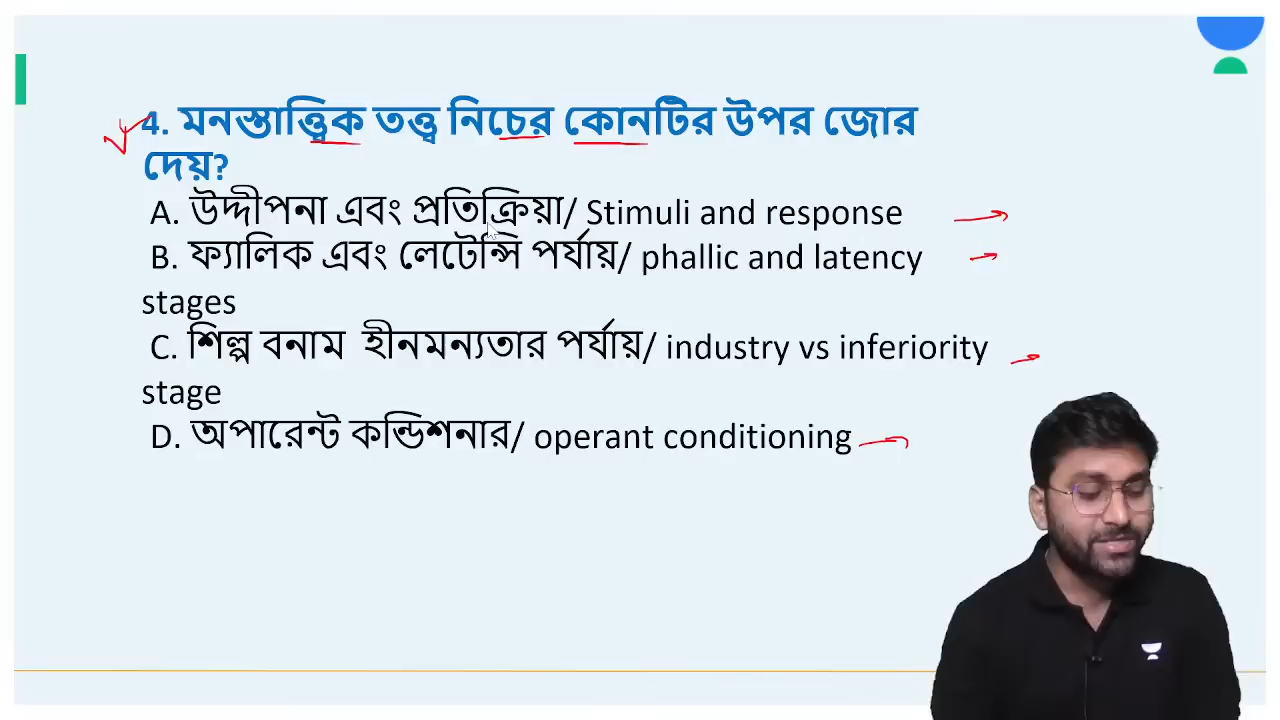 4. মনস্তাত্ত্বিক তত্ত্ব নিচের কোনটির উপর জোর
দেয়?
A. উদ্দীপনা এবং প্রতিক্রিয়া/ Stimuli and response
B. ফ্যালিক এবং লেটেন্সি পর্যায়/ phallic and latency
stages
C. শিল্প বনাম হীনমন্যতার পর্যায়/ industry vs inferiority
stage
D. অপারেন্ট কন্ডিশনার/ operant conditioning